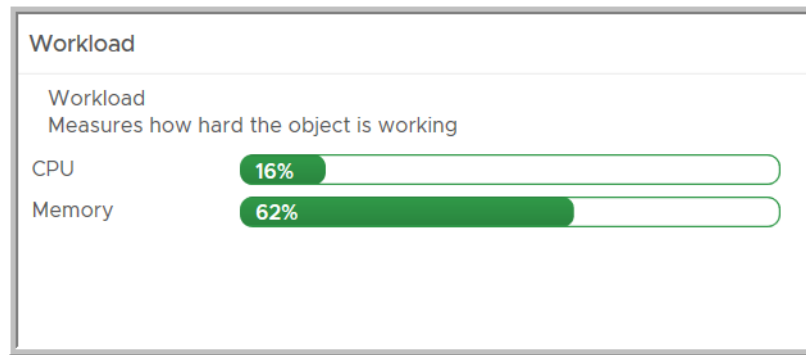 Workload
Workload
Measures how hard the object is working
CPU 16%
Memory 62%